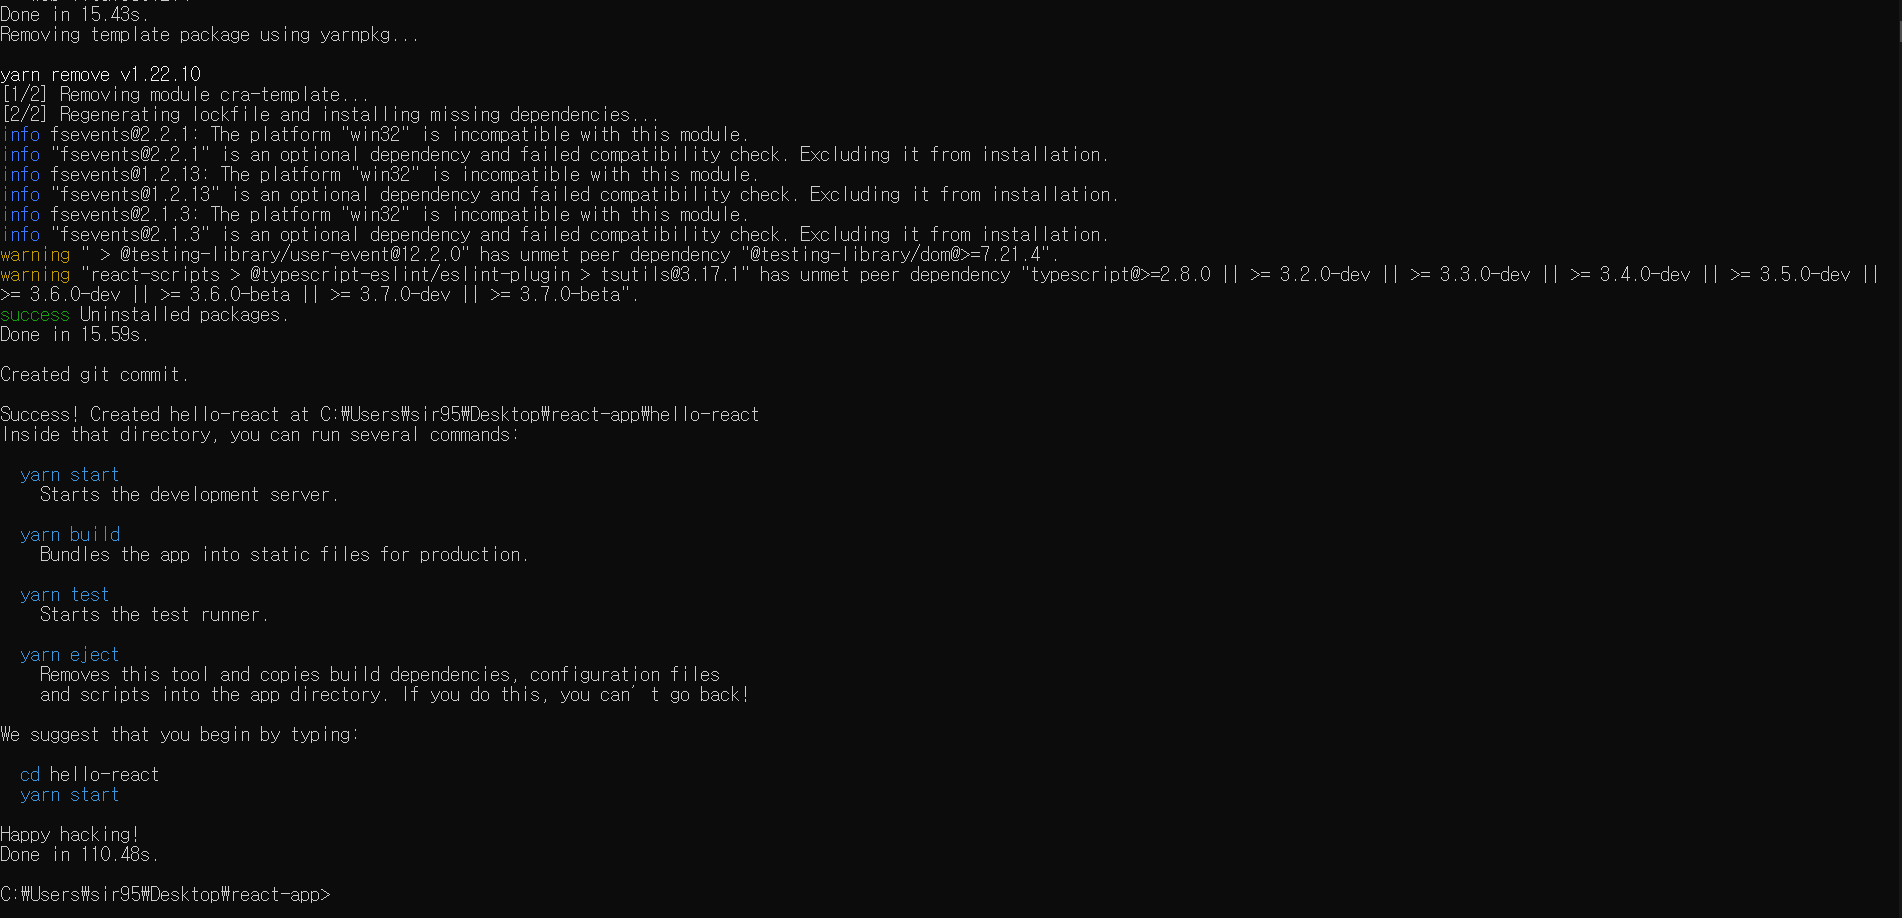 Done in 15.43s.
Removing template package using yarnpkg...
yarn remove v1.22.10
[1/2] Removing module cra-template...
[2/2] Regenerating lockfile and installing missing dependencies...
info fsevents@2.2.1: The platform "win32" is incompatible with this module.
info "fsevents@2.2.1" is an optional dependency and failed compatibility check. Excluding it from installation.
info fsevents@1.2.13: The platform "win32" is incompatible with this module.
info "fsevents@1.2.13" is an optional dependency and failed compatibility check. Excluding it from installation.
info fsevents@2.1.3: The platform "win32" is incompatible with this module.
info "fsevents@2.1.3" is an optional dependency and failed compatibility check. Excluding it from installation.
warning " > @testing-library/user-event@12.2.0" has unmet peer dependency "@testing-library/dom@>=7.21.4".
warning "react-scripts > @typescript-eslint/eslint-plugin > tsutils@3.17.1" has unmet peer dependency "typescript@>=2.8.0 || >= 3.2.0-dev || >= 3.3.0-dev || >= 3.4.0-dev || >= 3.5.0-dev ||
>= 3.6.0-dev || >= 3.6.0-beta || >= 3.7.0-dev || >= 3.7.0-beta".
success Uninstalled packages.
Done in 15.59s.
Created git commit.
Success! Created hello-react at C:₩Users₩sir95₩Desktop₩react-app₩hello-react
Inside that directory, you can run several commands:
yarn start
Starts the development server.
yarn build
Bundles the app into static files for production.
yarn test
Starts the test runner.
yarn eject
Removes this tool and copies build dependencies, configuration files
and scripts into the app directory. If you do this, you can’t go back!
We suggest that you begin by typing:
cd hello-react
yarn start
Happy hacking!
Done in 110.48s.
C:₩Users₩sir95₩Desktop₩react-app>